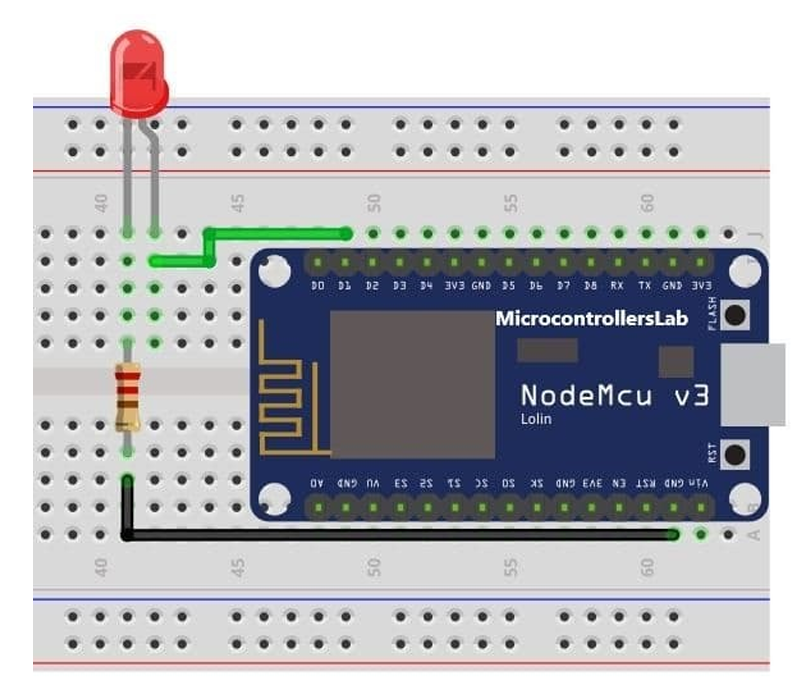 40 45 50 55 60
J
I
D0 D1 D2 D3 D4 3V3 GND D5 D6 D7 D8 RX TX GND 3V3
FLASH
MicrocontrollersLab
NodeMcu v3
Lolin
RST
A0 GND VU S3 S2 S1 SC SO SK GND 3V3 EN RST GND Vin
B
A
40 45 50 55 60